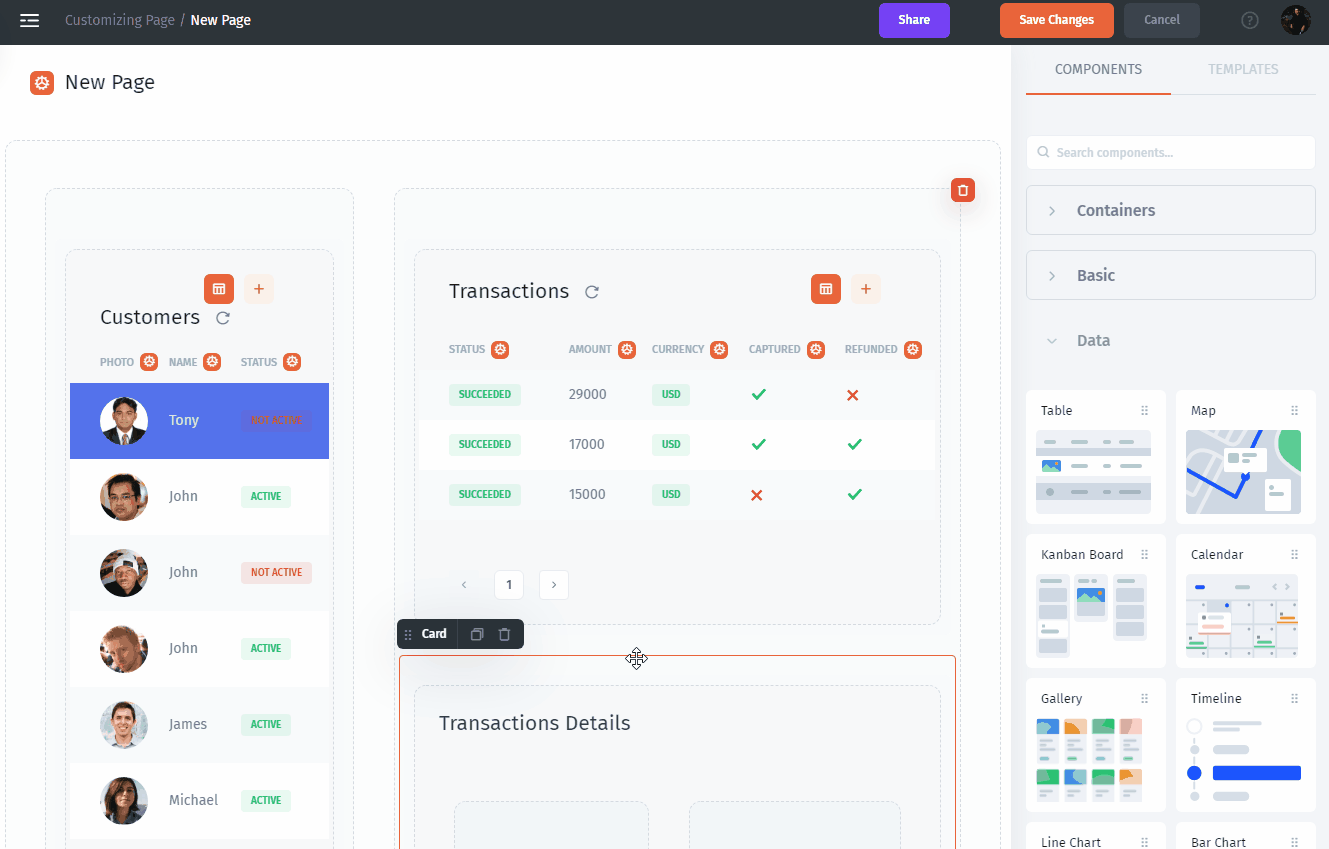 Customizing Page / New Page
Share
Save Changes
Cancel
?
New Page
COMPONENTS
TEMPLATES
Search components...
Containers
Basic
Data
Customers
PHOTO NAME STATUS
Tony NOT ACTIVE
John ACTIVE
John NOT ACTIVE
John ACTIVE
James ACTIVE
Michael ACTIVE
Transactions
STATUS AMOUNT CURRENCY CAPTURED REFUNDED
SUCCEEDED 29000 USD
SUCCEEDED 17000 USD
SUCCEEDED 15000 USD
1
Card
Transactions Details
Table
Map
Kanban Board
Calendar
Gallery
Timeline
Line Chart
Bar Chart